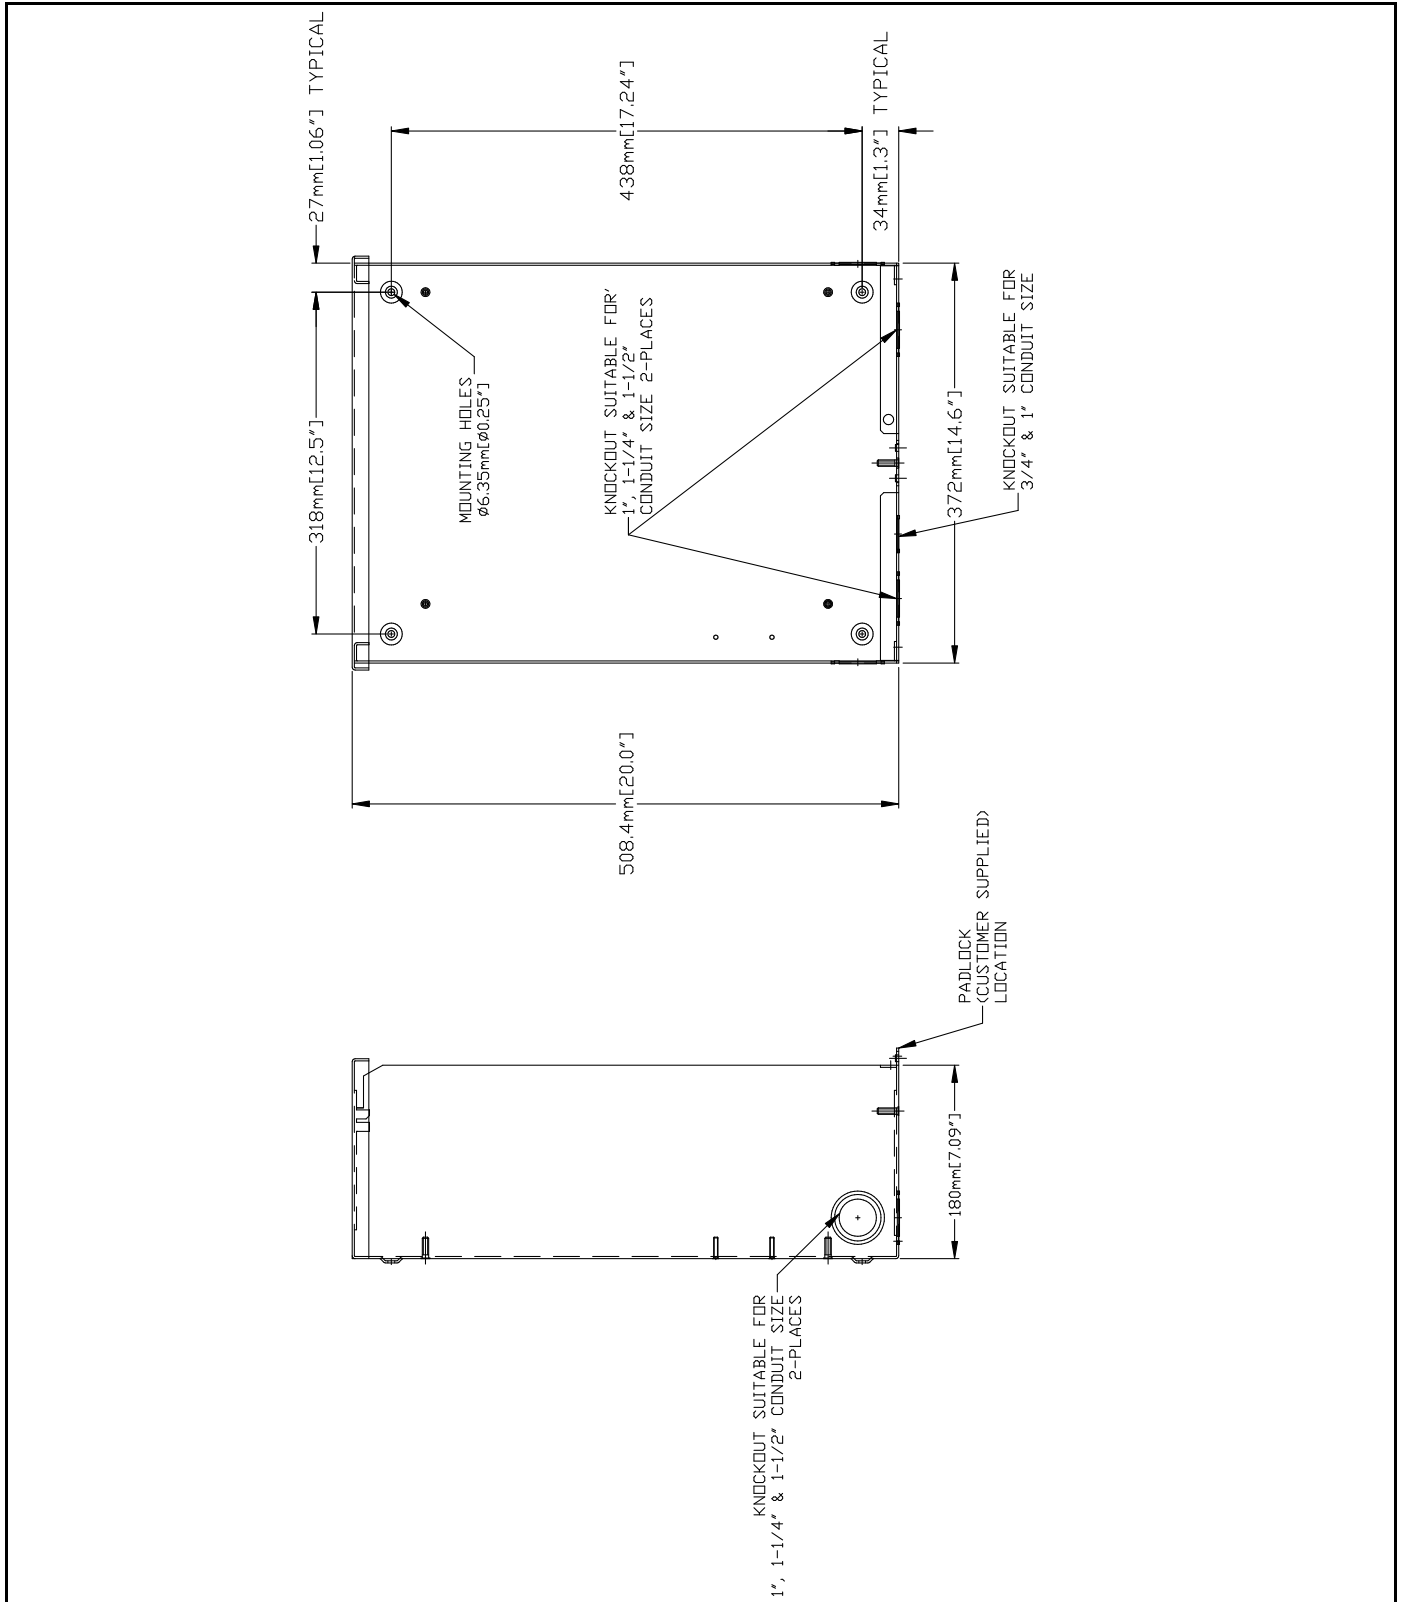 27mm[1.06"] TYPICAL
318mm[12.5"]
438mm[17.24"]
34mm[1.3"] TYPICAL
MOUNTING HOLES
ø6.35mm[ø0.25"]
KNOCKOUT SUITABLE FOR'
1", 1-1/4" & 1-1/2"
CONDUIT SIZE 2-PLACES
372mm[14.6"]
KNOCKOUT SUITABLE FOR
3/4" & 1" CONDUIT SIZE
508.4mm[20.0"]
PADLOCK
(CUSTOMER SUPPLIED)
LOCATION
180mm[7.09"]
KNOCKOUT SUITABLE FOR
1", 1-1/4" & 1-1/2" CONDUIT SIZE
2-PLACES